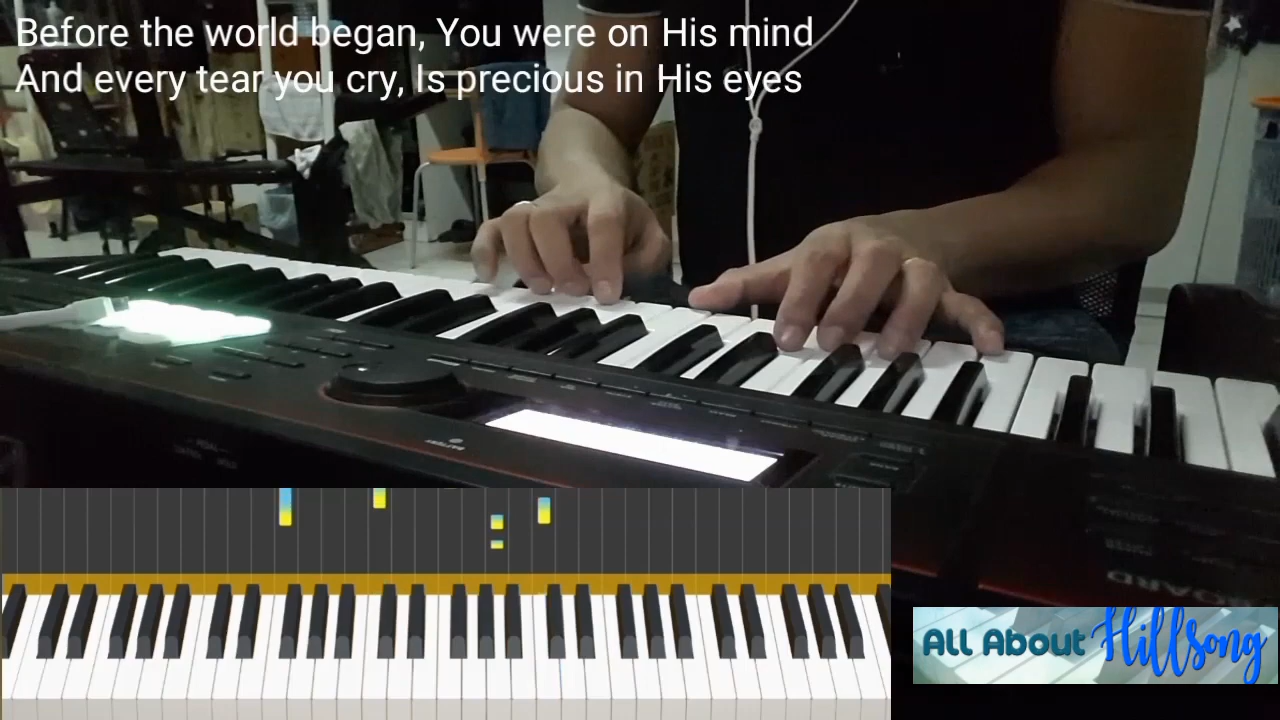 Before the world began, You were on His mind
And every tear you cry, Is precious in His eyes
All About Hillsong